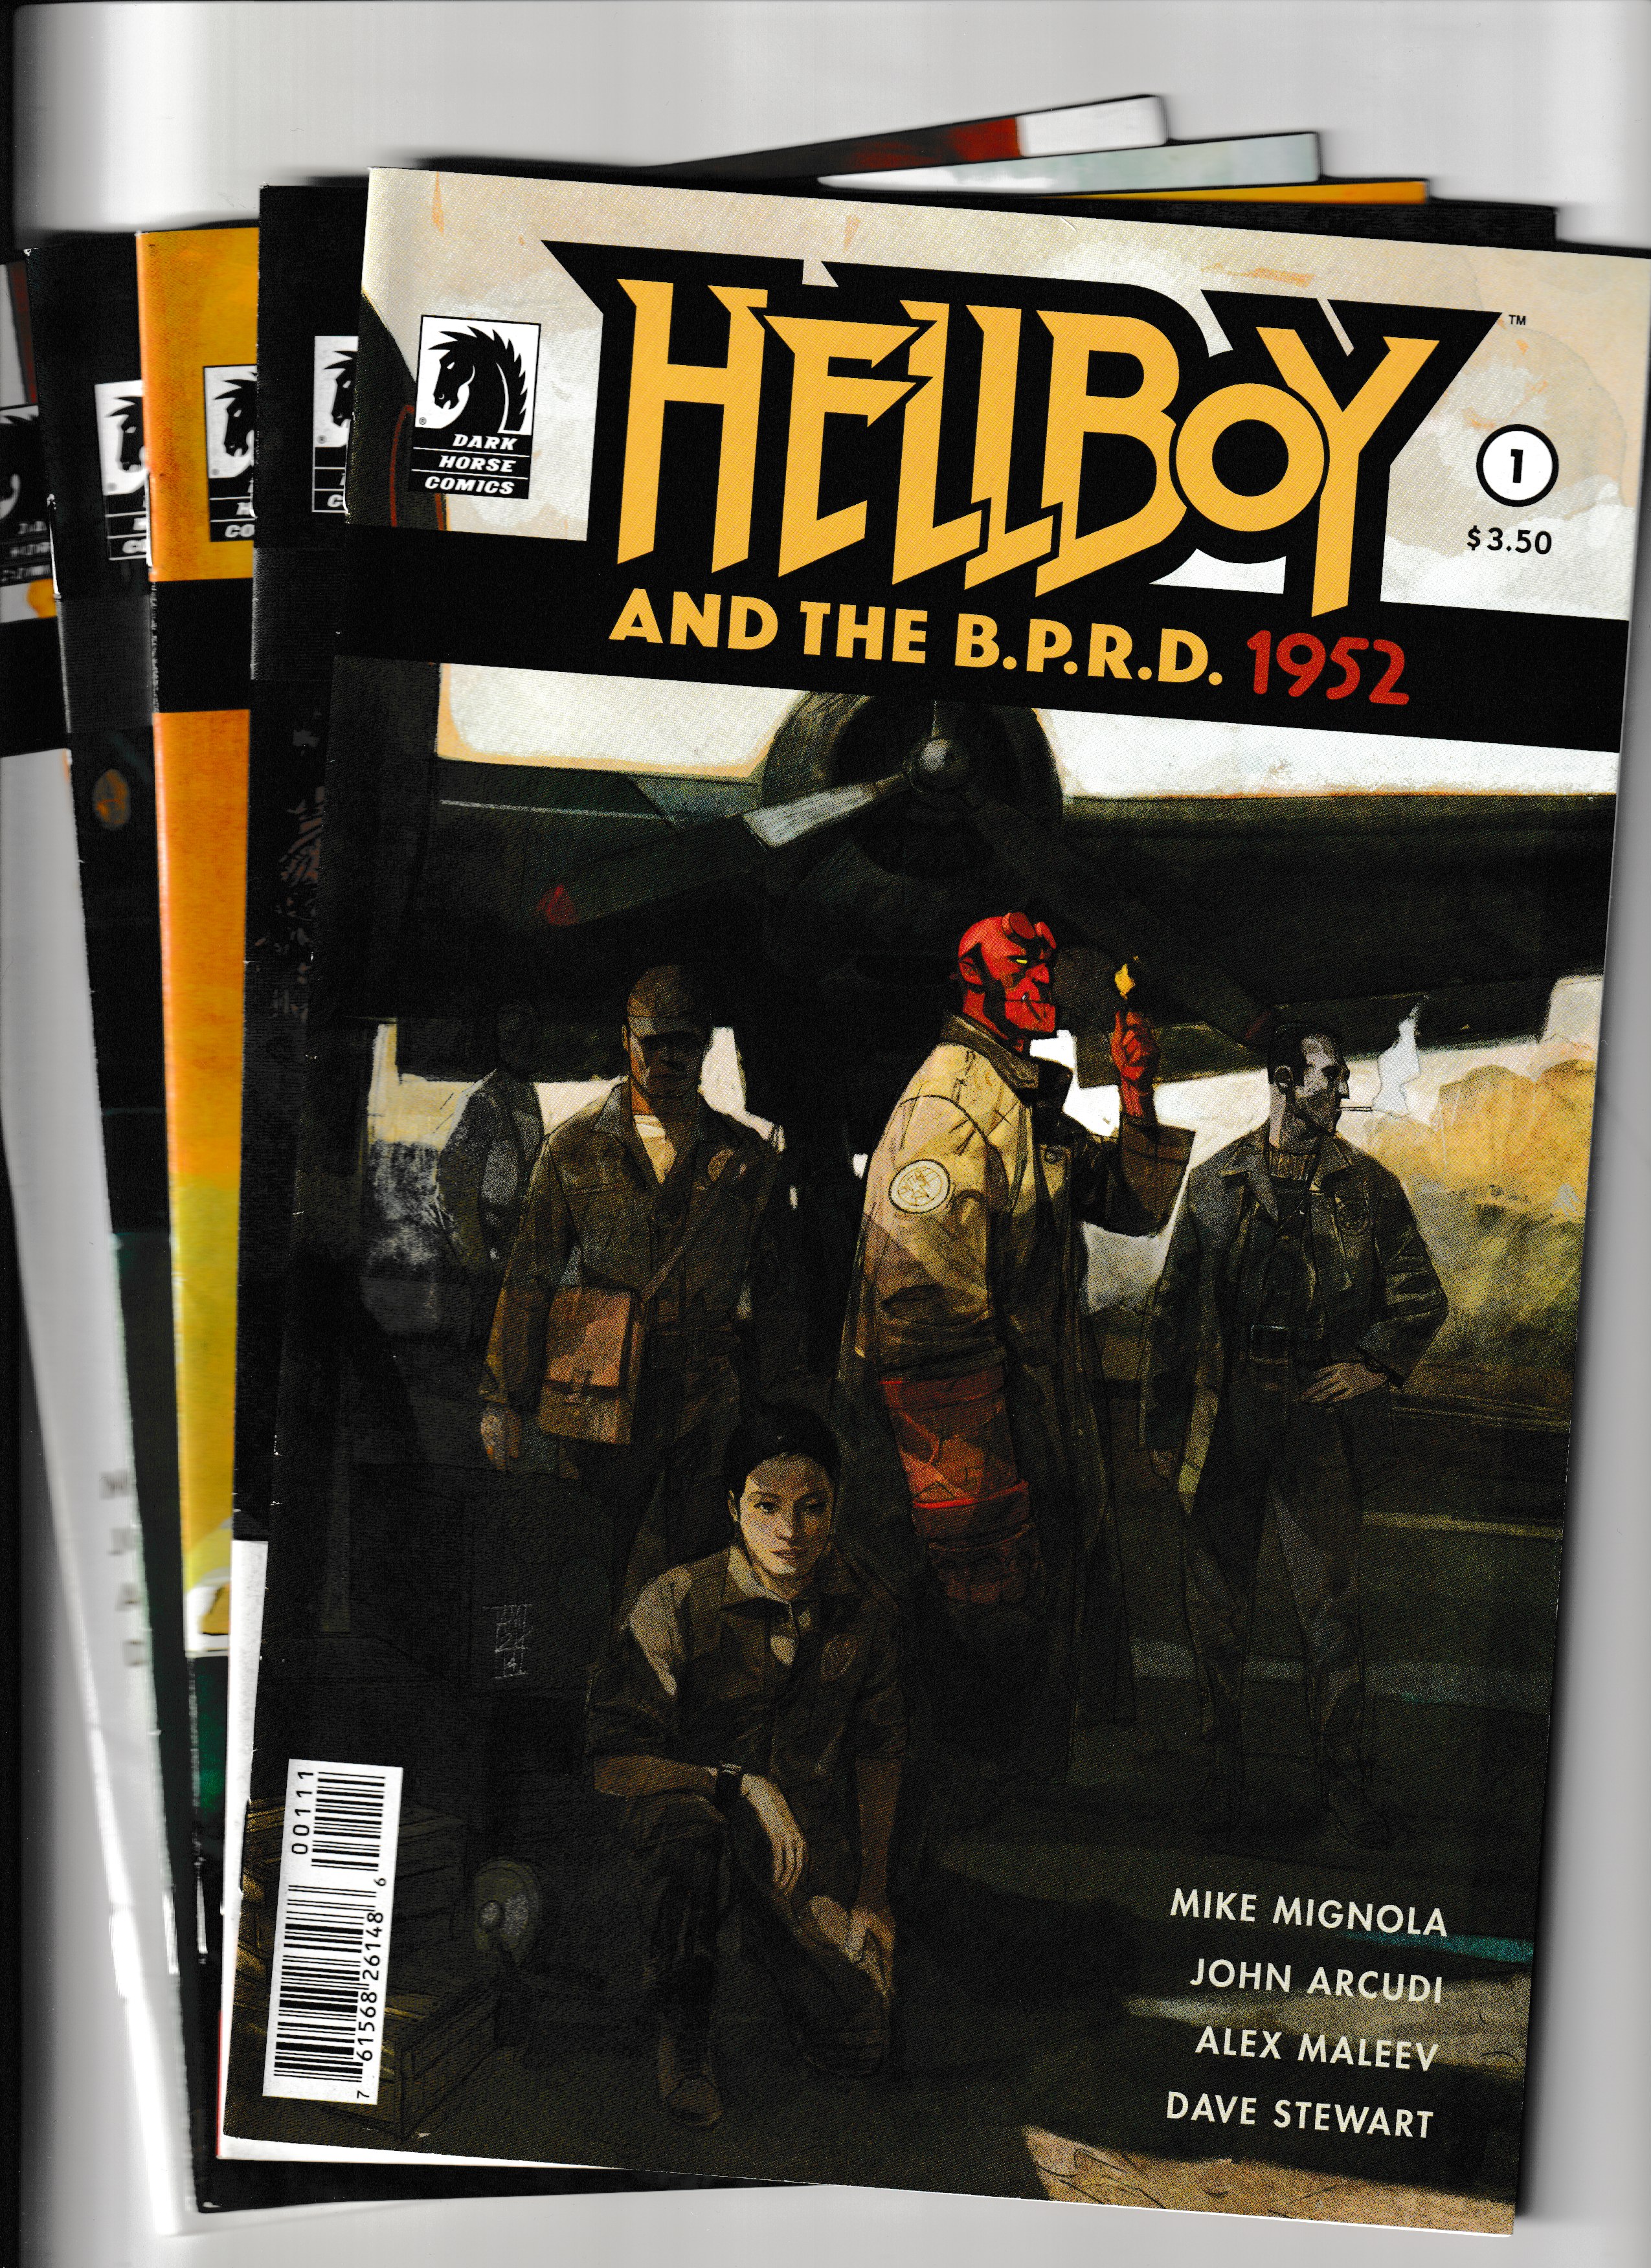 HELLBOY
TM
DARK
HORSE
COMICS
1
$3.50
AND THE B.P.R.D. 1952
MIKE MIGNOLA
JOHN ARCUDI
ALEX MALEEV
DAVE STEWART
00111
7 61568 26148 6